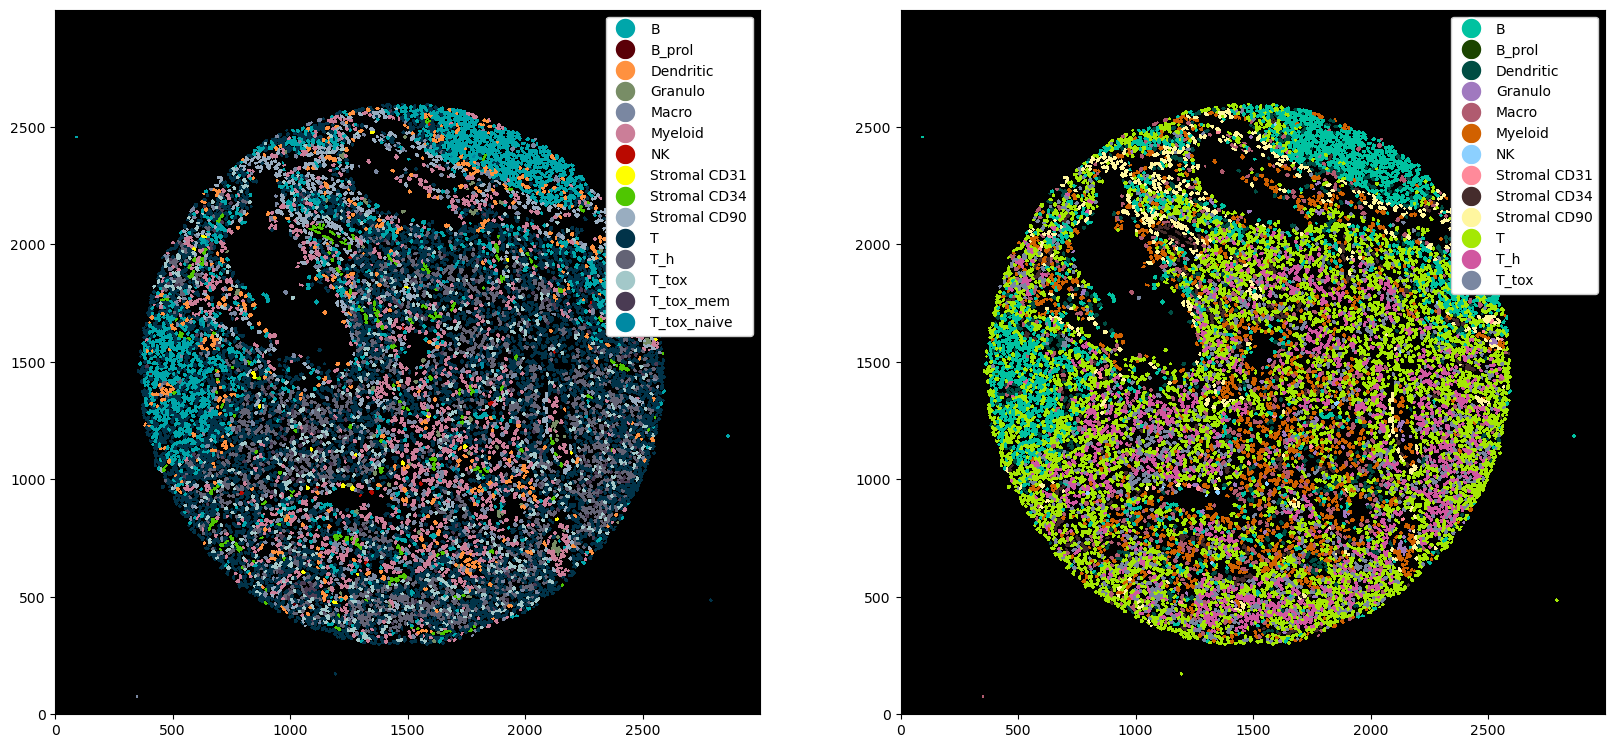 B
B_prol
Dendritic
Granulo
Macro
Myeloid
NK
Stromal CD31
Stromal CD34
Stromal CD90
T
T_h
T_tox
T_tox_mem
T_tox_naive
2500
2000
1500
1000
500
0
0 500 1000 1500 2000 2500
B
B_prol
Dendritic
Granulo
Macro
Myeloid
NK
Stromal CD31
Stromal CD34
Stromal CD90
T
T_h
T_tox
2500
2000
1500
1000
500
0
0 500 1000 1500 2000 2500